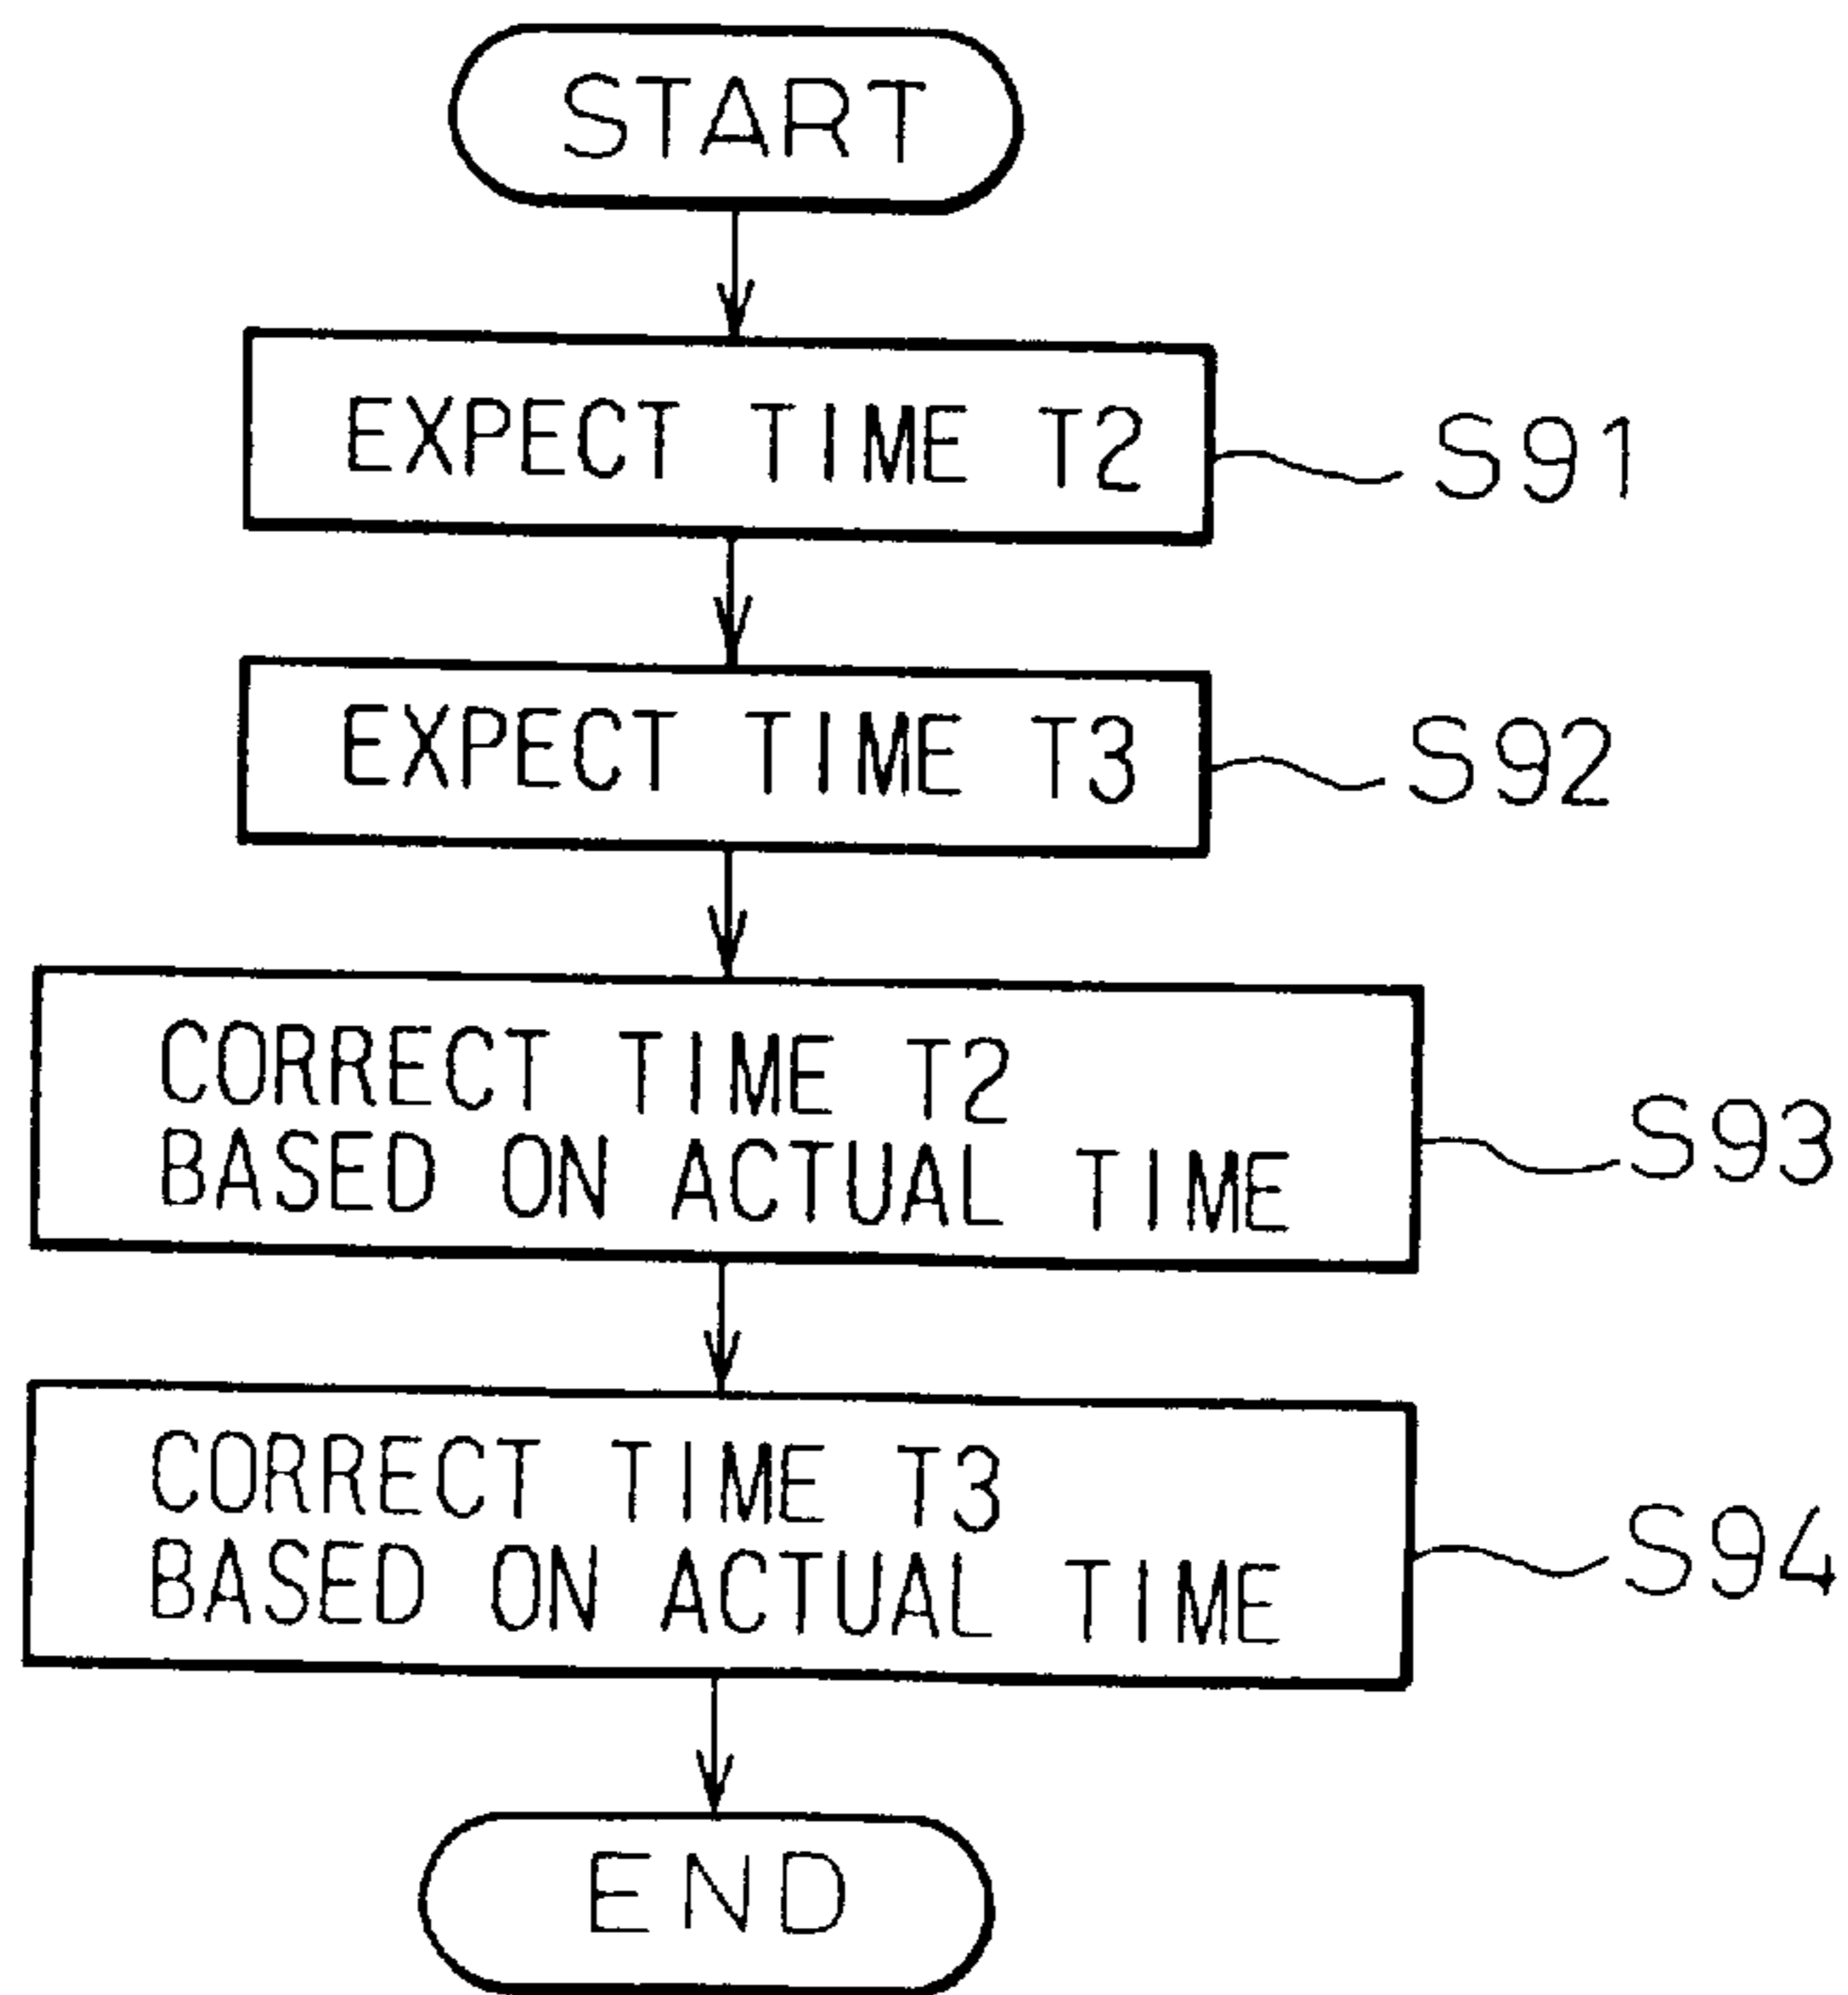 START
EXPECT TIME T2
S91
EXPECT TIME T3
S92
CORRECT TIME T2
BASED ON ACTUAL TIME
S93
CORRECT TIME T3
BASED ON ACTUAL TIME
S94
END